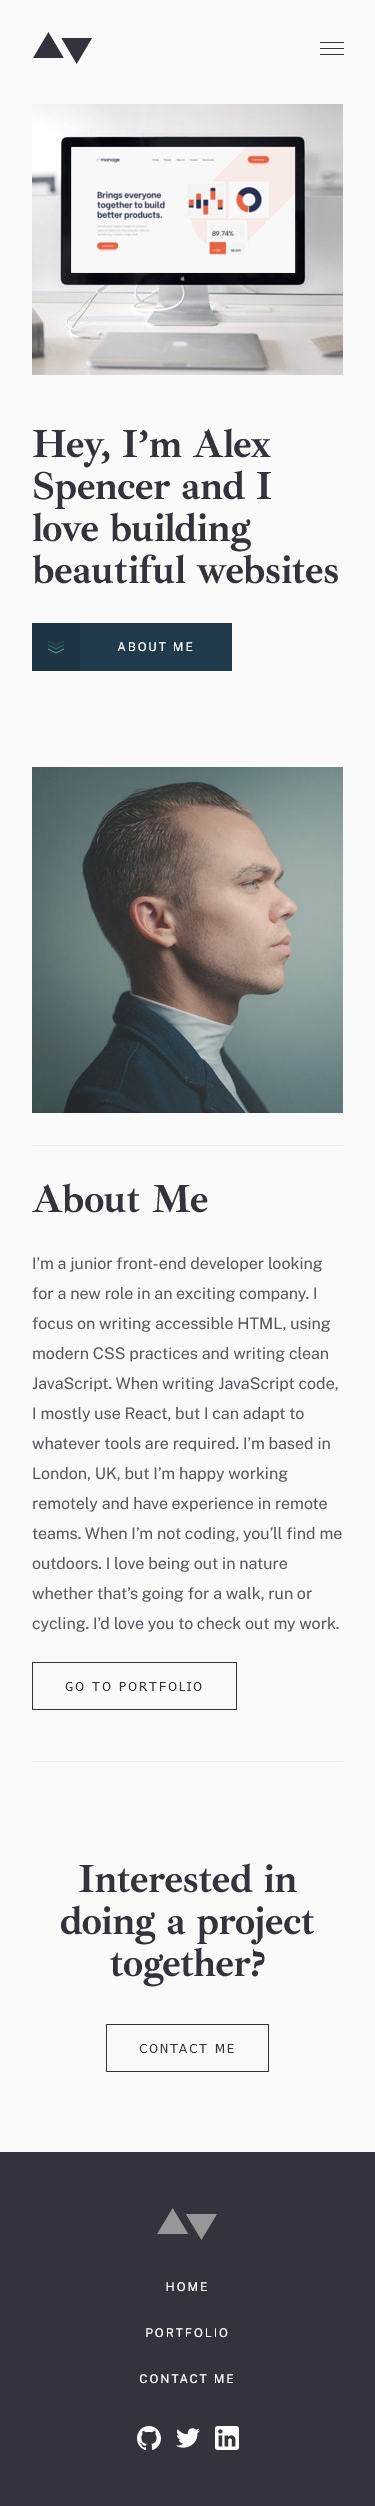 manage
Brings everyone
together to build
better products.
89.74%
Hey, I’m Alex
Spencer and I
love building
beautiful websites
ABOUT ME
About Me
I’m a junior front-end developer looking
for a new role in an exciting company. I
focus on writing accessible HTML, using
modern CSS practices and writing clean
JavaScript. When writing JavaScript code,
I mostly use React, but I can adapt to
whatever tools are required. I’m based in
London, UK, but I’m happy working
remotely and have experience in remote
teams. When I’m not coding, you’ll find me
outdoors. I love being out in nature
whether that’s going for a walk, run or
cycling. I’d love you to check out my work.
GO TO PORTFOLIO
Interested in
doing a project
together?
CONTACT ME
HOME
PORTFOLIO
CONTACT ME
in